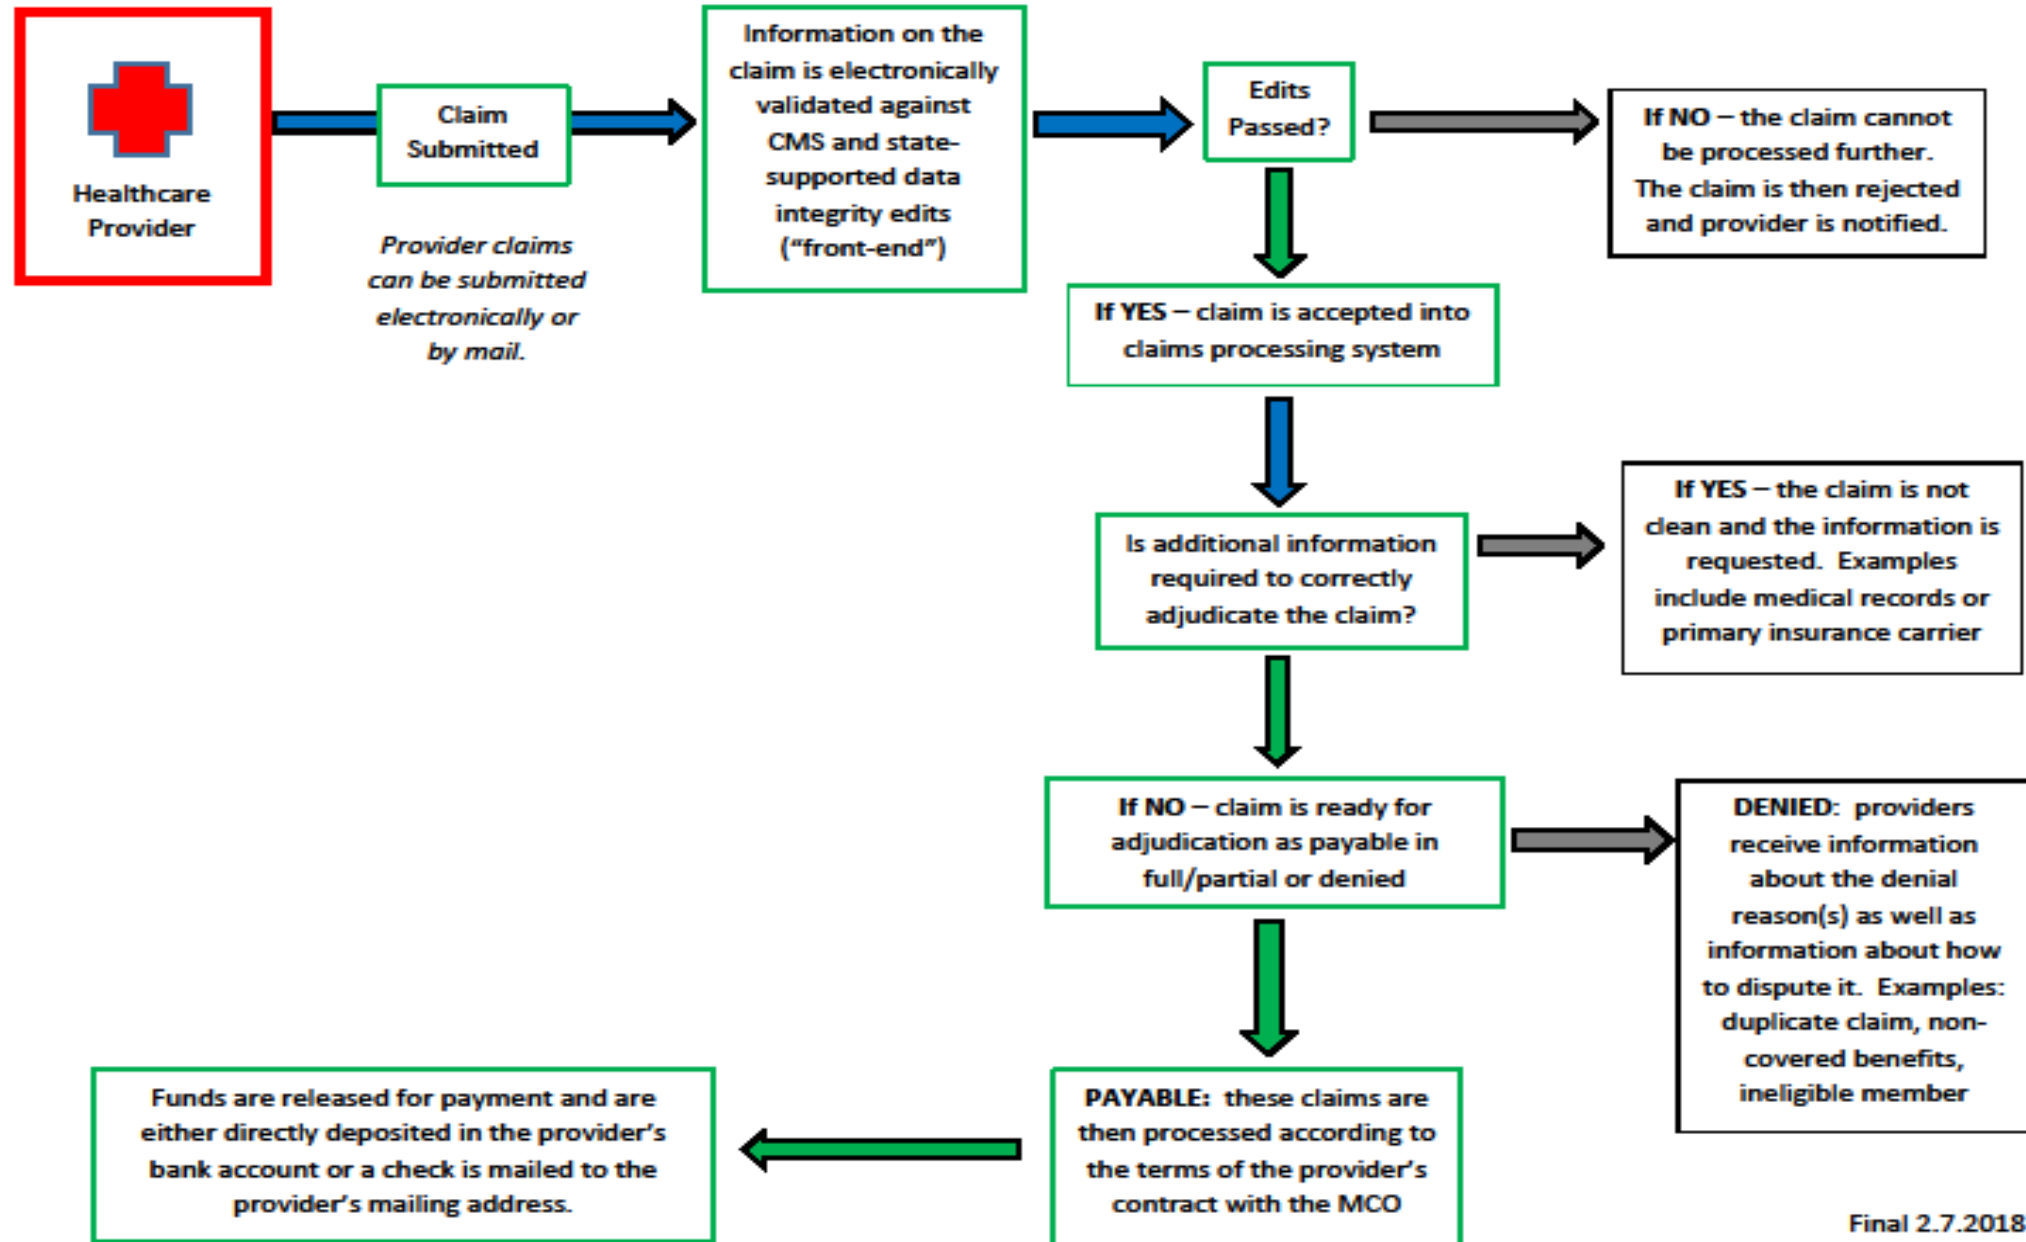 Healthcare
Provider
Claim
Submitted
Provider claims
can be submitted
electronically or
by mail.
Information on the
claim is electronically
validated against
CMS and state-
supported data
integrity edits
(“front-end”)
Edits
Passed?
If NO – the claim cannot
be processed further.
The claim is then rejected
and provider is notified.
If YES – claim is accepted into
claims processing system
Is additional information
required to correctly
adjudicate the claim?
If YES – the claim is not
clean and the information is
requested.  Examples
include medical records or
primary insurance carrier
If NO – claim is ready for
adjudication as payable in
full/partial or denied
DENIED:  providers
receive information
about the denial
reason(s) as well as
information about how
to dispute it.  Examples:
duplicate claim, non-
covered benefits,
ineligible member
PAYABLE:  these claims are
then processed according to
the terms of the provider’s
contract with the MCO
Funds are released for payment and are
either directly deposited in the provider’s
bank account or a check is mailed to the
provider’s mailing address.
Final 2.7.2018